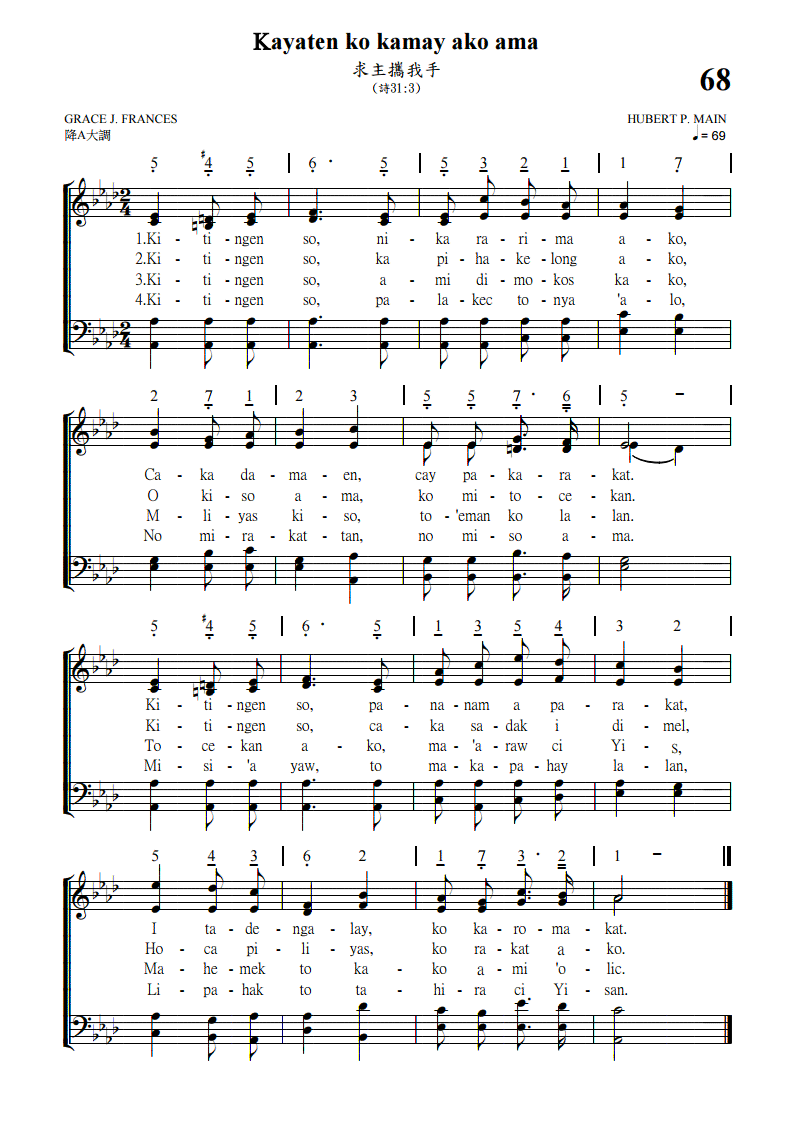 Kayaten ko kamay ako ama
求主攜我手
(詩31:3)
68
GRACE J. FRANCES
HUBERT P. MAIN
降A大調
♩ = 69
5 #4 5 | 6 · 5 | 5 3 2 1 | 1 7 |
1.Ki - ti - ngen so, ni - ka ra - ri - ma a - ko,
2.Ki - ti - ngen so, ka pi - ha - ke - long a - ko,
3.Ki - ti - ngen so, a - mi di - mo - kos ka - ko,
4.Ki - ti - ngen so, pa - la - kec to - nya 'a - lo,
2 7 1 | 2 3 | 5 5 7 · 6 | 5 – |
Ca - ka da - ma - en, cay pa - ka - ra - kat.
O ki - so a - ma, ko mi - to - ce - kan.
M - li - yas ki - so, to - 'eman ko la - lan.
No mi - ra - kat - tan, no mi - so a - ma.
5 #4 5 | 6 · 5 | 1 3 5 4 | 3 2 |
Ki - ti - ngen so, pa - na - nam a pa - ra - kat,
Ki - ti - ngen so, ca - ka sa - dak i di - mel,
To - ce - kan a - ko, ma - 'a - raw ci Yi - s,
Mi - si - 'a yaw, to ma - ka - pa - hay la - lan,
5 4 3 | 6 2 | 1 7 3 · 2 | 1 –
I ta - de - nga - lay, ko ka - ro - ma - kat.
Ho - ca pi - li - yas, ko ra - kat a - ko.
Ma - he - mek to ka - ko a - mi 'o - lic.
Li - pa - hak to ta - hi - ra ci Yi - san.